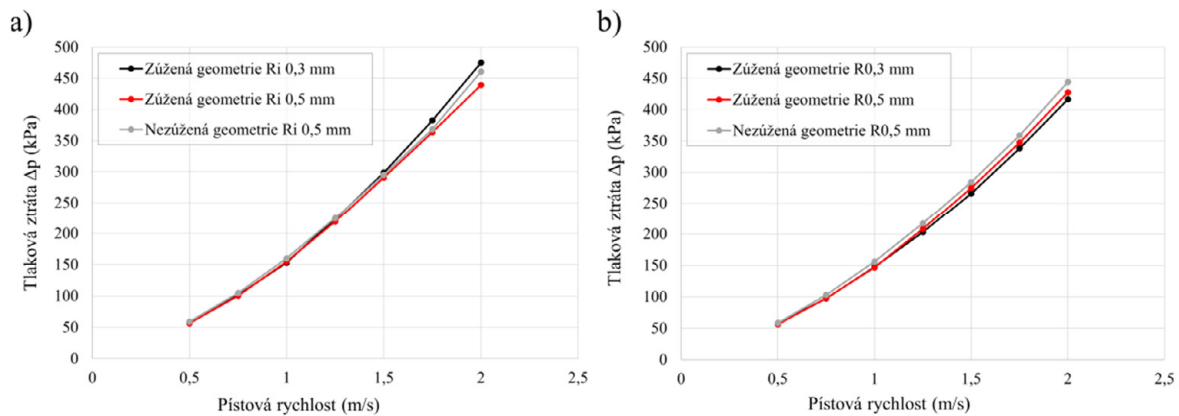 a)
500
450
400
350
300
250
200
150
100
50
0
Tlaková ztráta Δp (kPa)
Zúžená geometrie Ri 0,3 mm
Zúžená geometrie Ri 0,5 mm
Nezúžená geometrie Ri 0,5 mm
0 0,5 1 1,5 2 2,5
Pístová rychlost (m/s)
b)
500
450
400
350
300
250
200
150
100
50
0
Tlaková ztráta Δp (kPa)
Zúžená geometrie R0,3 mm
Zúžená geometrie R0,5 mm
Nezúžená geometrie R0,5 mm
0 0,5 1 1,5 2 2,5
Pístová rychlost (m/s)